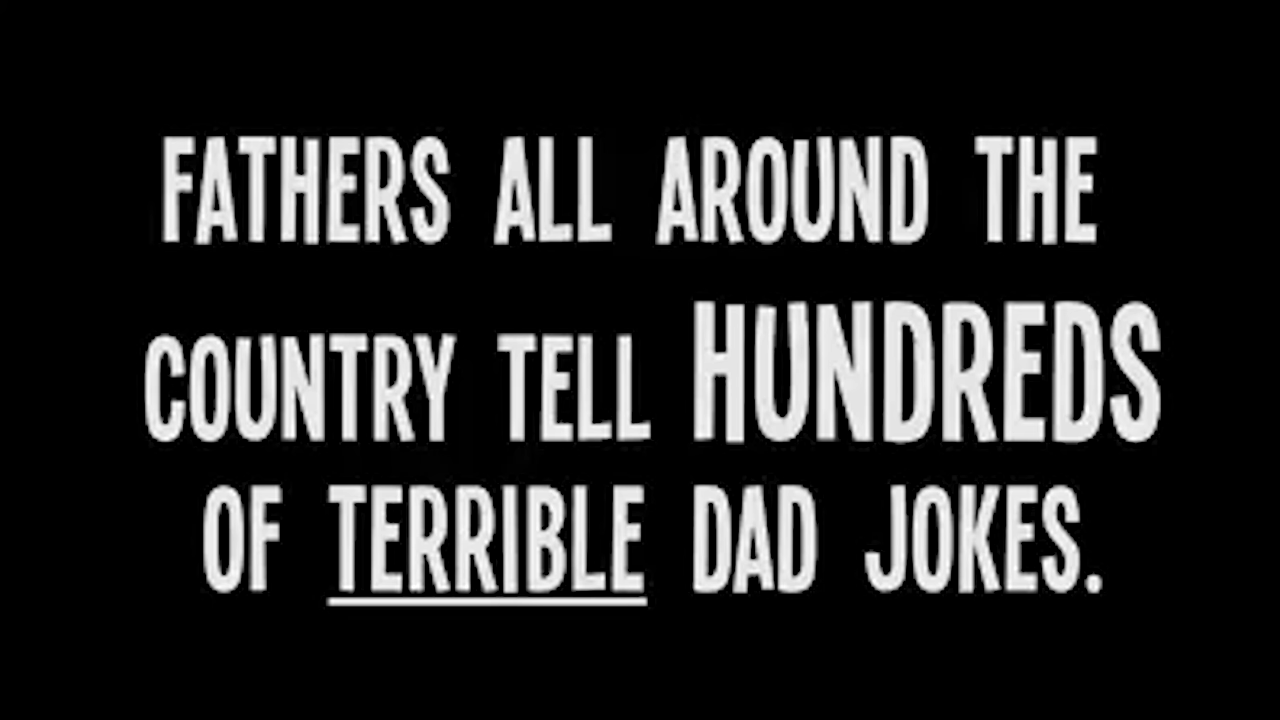 FATHERS ALL AROUND THE
COUNTRY TELL HUNDREDS
OF TERRIBLE DAD JOKES.